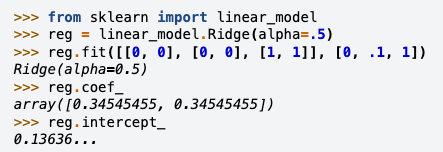 >>> from sklearn import linear_model
>>> reg = linear_model.Ridge(alpha=.5)
>>> reg.fit([[0, 0], [0, 0], [1, 1]], [0, .1, 1])
Ridge(alpha=0.5)
>>> reg.coef_
array([0.34545455, 0.34545455])
>>> reg.intercept_
0.13636...